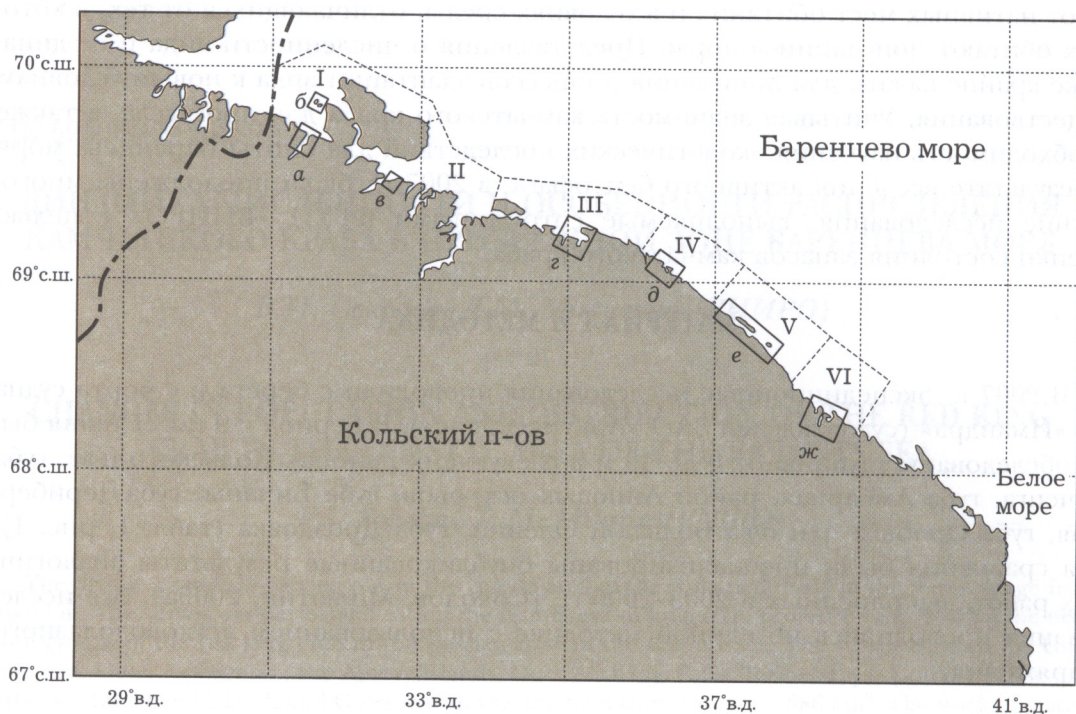 70°с.ш.
I
б
Баренцево море
а
II
в
III
г
IV
69°с.ш.
д
V
е
VI
Кольский п-ов
ж
68°с.ш.
Белое
море
67°с.ш.
29°в.д.
33°в.д.
37°в.д.
41°в.д.